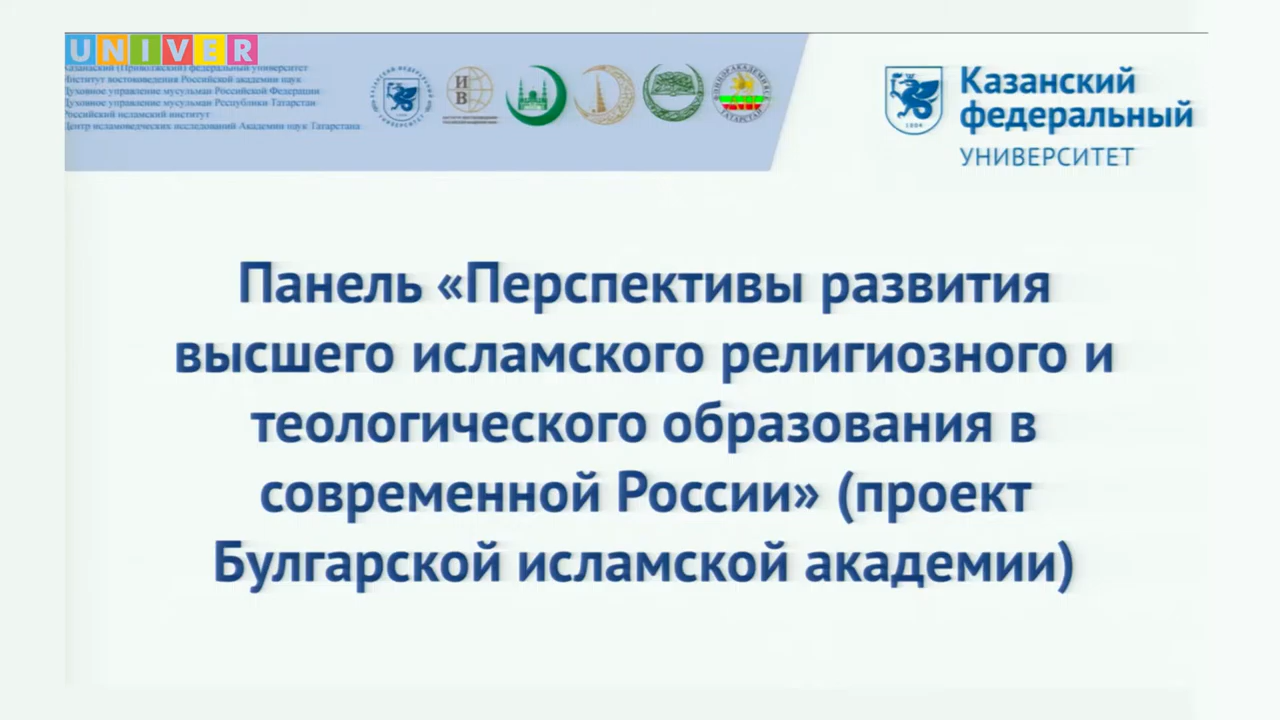 UNIVER
Казанский (Приволжский) федеральный университет
Институт востоковедения Российской академии наук
Духовное управление мусульман Российской Федерации
Духовное управление мусульман Республики Татарстан
Российский исламский институт
Центр исламоведческих исследований Академии наук Татарстана
ИВ
Казанский
федеральный
УНИВЕРСИТЕТ
1804
Панель «Перспективы развития
высшего исламского религиозного и
теологического образования в
современной России» (проект
Булгарской исламской академии)